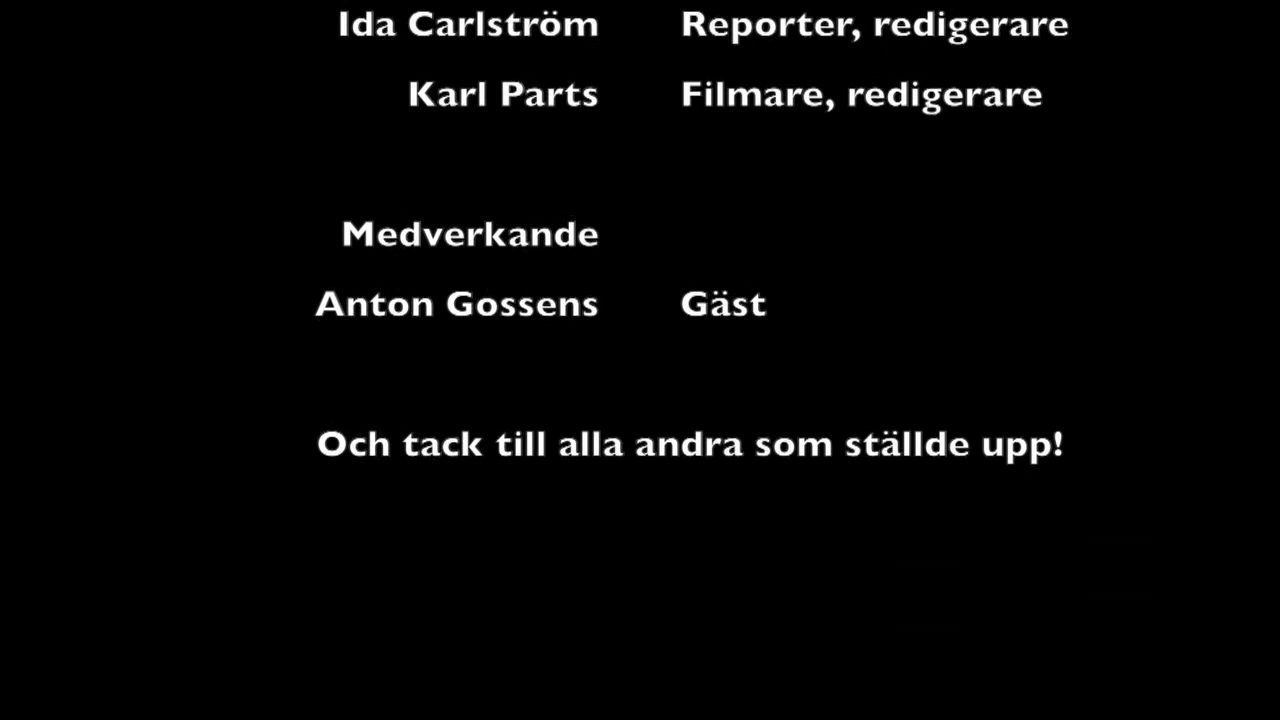 Ida Carlström Reporter, redigerare
Karl Parts Filmare, redigerare
Medverkande
Anton Gossens Gäst
Och tack till alla andra som ställde upp!